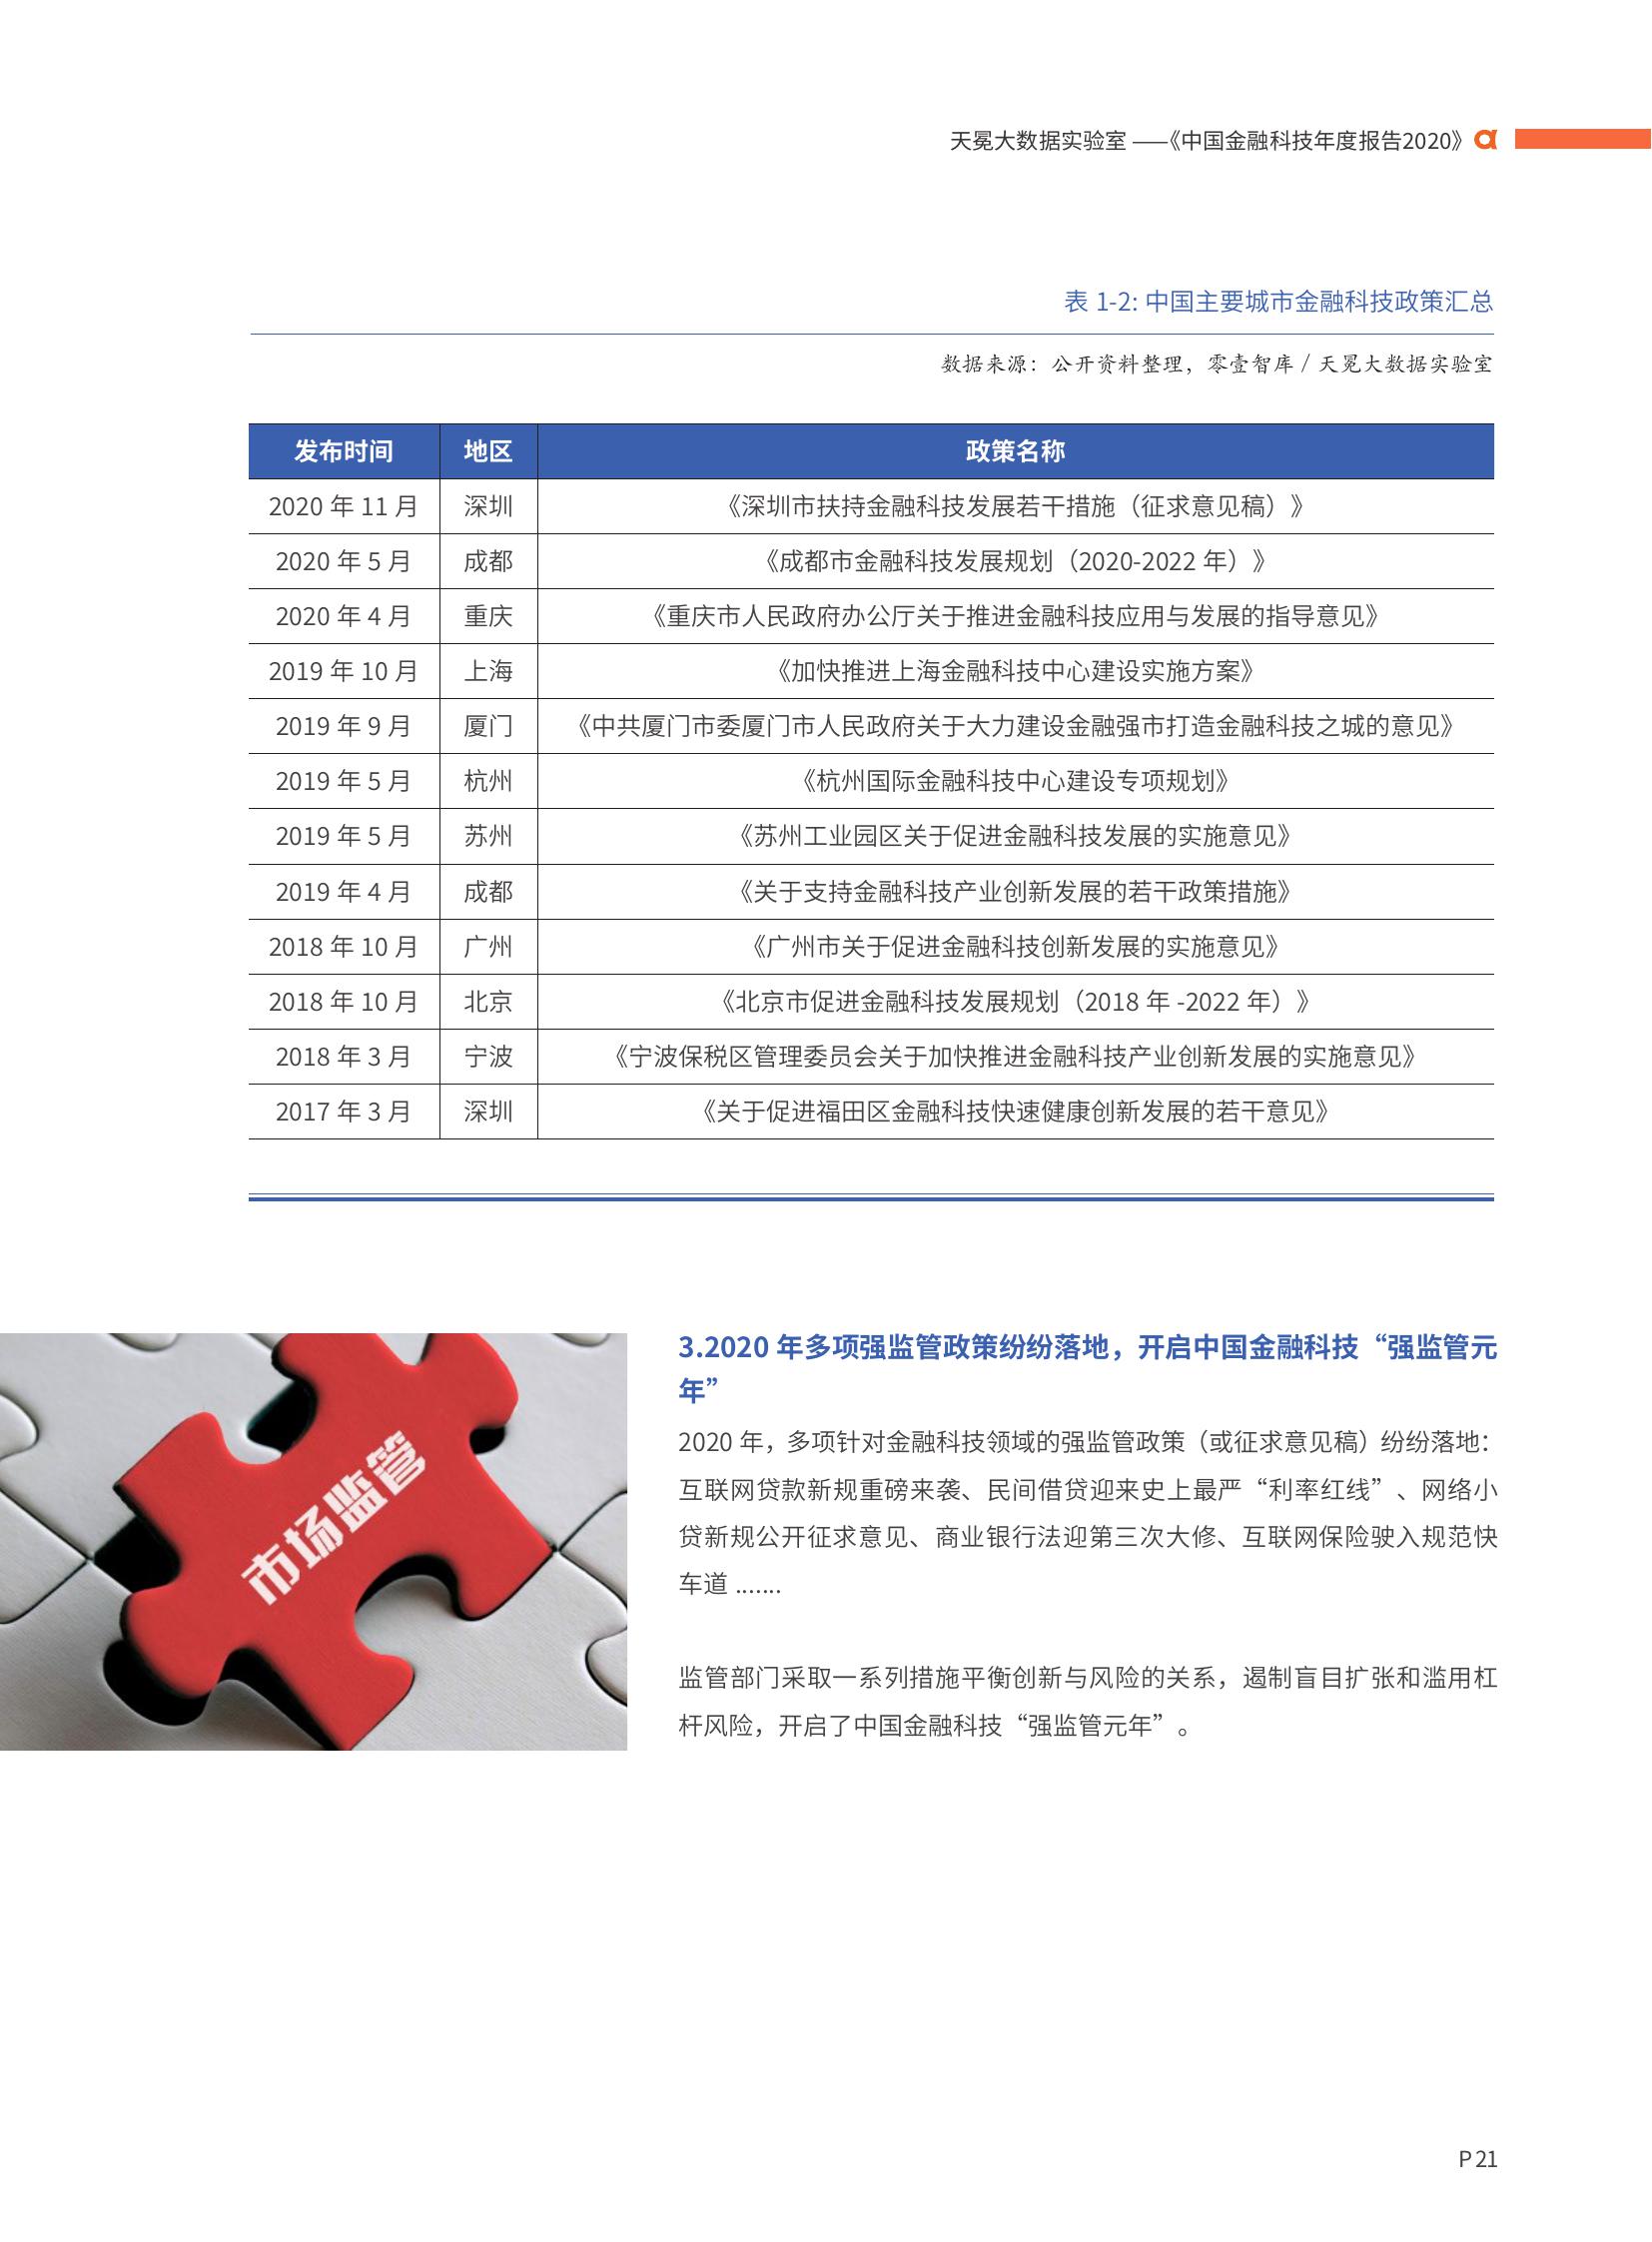 天冕大数据实验室 ——《中国金融科技年度报告2020》
表 1-2: 中国主要城市金融科技政策汇总
数据来源：公开资料整理，零壹智库 / 天冕大数据实验室
发布时间 地区 政策名称
2020 年 11 月 深圳 《深圳市扶持金融科技发展若干措施（征求意见稿）》
2020 年 5 月 成都 《成都市金融科技发展规划（2020-2022 年）》
2020 年 4 月 重庆 《重庆市人民政府办公厅关于推进金融科技应用与发展的指导意见》
2019 年 10 月 上海 《加快推进上海金融科技中心建设实施方案》
2019 年 9 月 厦门 《中共厦门市委厦门市人民政府关于大力建设金融强市打造金融科技之城的意见》
2019 年 5 月 杭州 《杭州国际金融科技中心建设专项规划》
2019 年 5 月 苏州 《苏州工业园区关于促进金融科技发展的实施意见》
2019 年 4 月 成都 《关于支持金融科技产业创新发展的若干政策措施》
2018 年 10 月 广州 《广州市关于促进金融科技创新发展的实施意见》
2018 年 10 月 北京 《北京市促进金融科技发展规划（2018 年 -2022 年）》
2018 年 3 月 宁波 《宁波保税区管理委员会关于加快推进金融科技产业创新发展的实施意见》
2017 年 3 月 深圳 《关于促进福田区金融科技快速健康创新发展的若干意见》
市场监管
3.2020 年多项强监管政策纷纷落地，开启中国金融科技“强监管元
年”
2020 年，多项针对金融科技领域的强监管政策（或征求意见稿）纷纷落地：
互联网贷款新规重磅来袭、民间借贷迎来史上最严“利率红线”、网络小
贷新规公开征求意见、商业银行法迎第三次大修、互联网保险驶入规范快
车道 .......
监管部门采取一系列措施平衡创新与风险的关系，遏制盲目扩张和滥用杠
杆风险，开启了中国金融科技“强监管元年”。
P 21